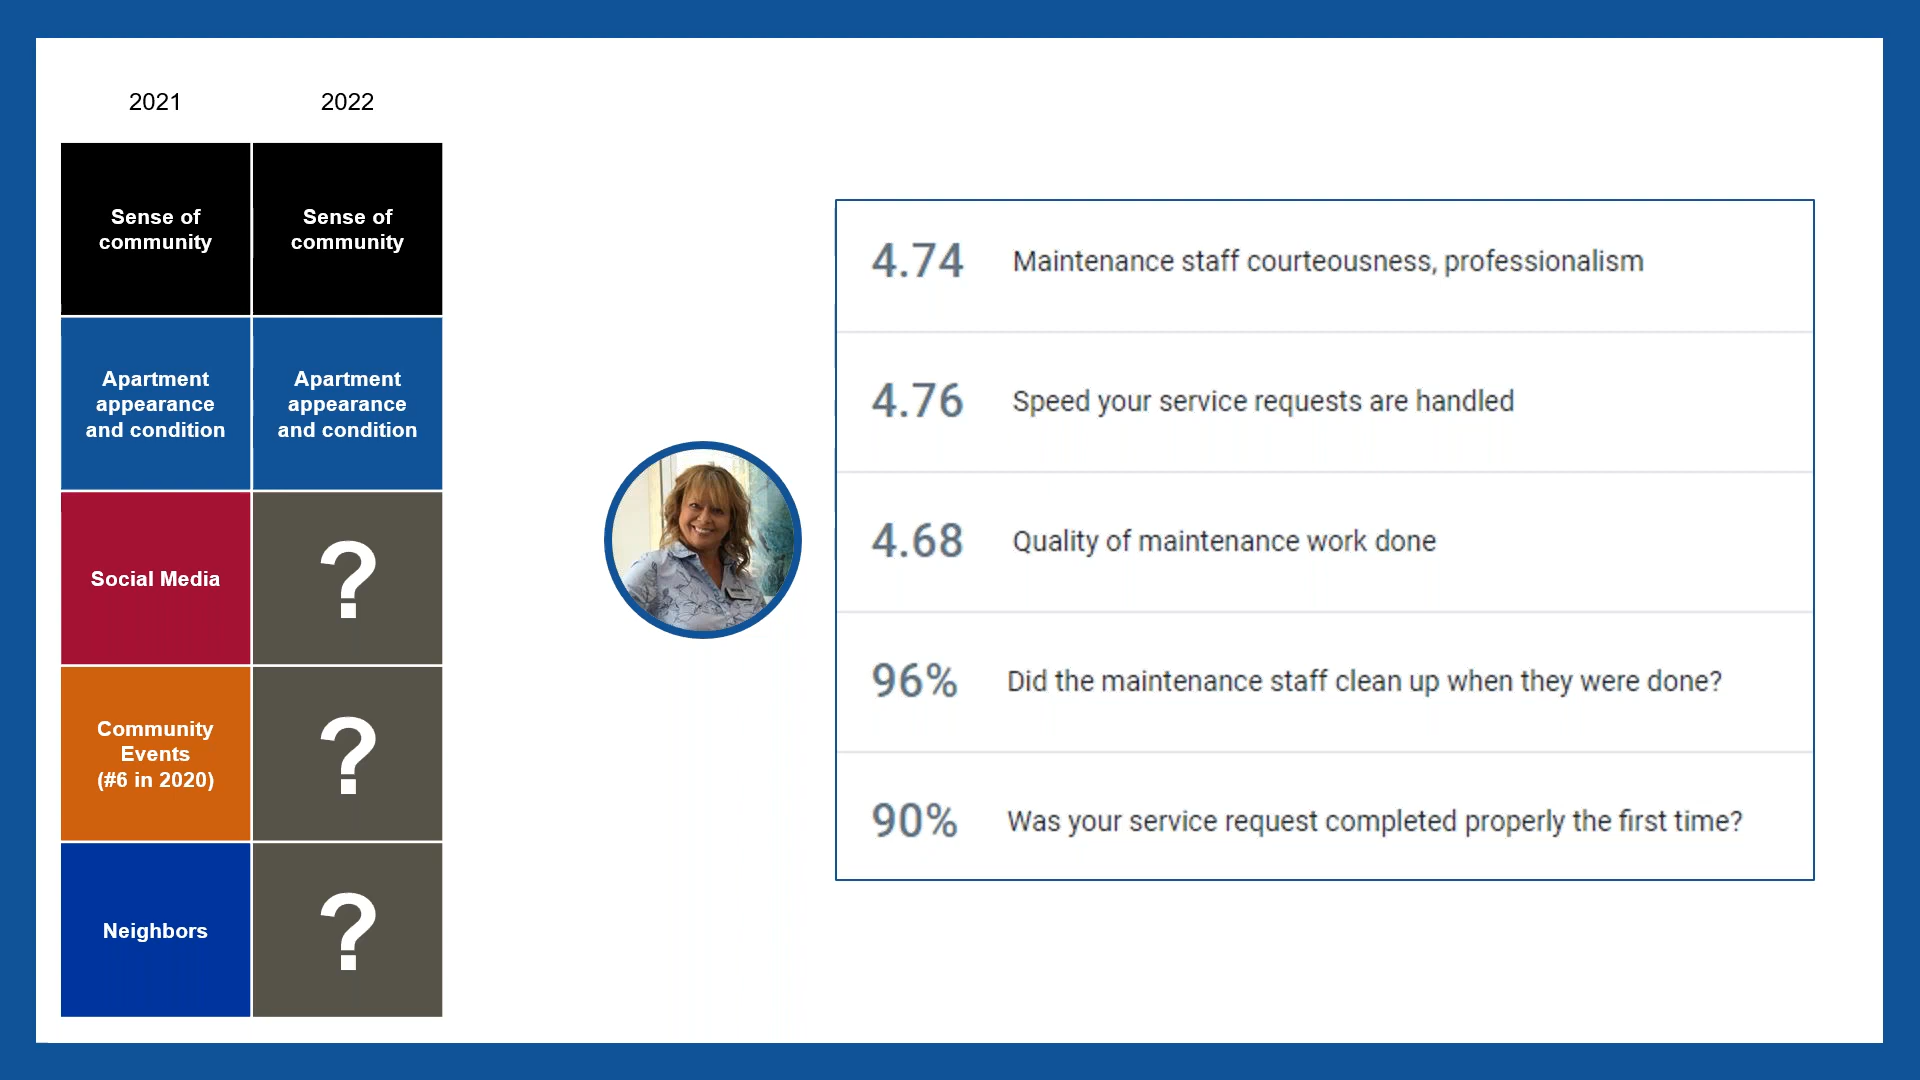 2021
2022
Sense of
community
Sense of
community
Apartment
appearance
and condition
Apartment
appearance
and condition
Social Media
?
Community
Events
(#6 in 2020)
?
Neighbors
?
4.74 Maintenance staff courteousness, professionalism
4.76 Speed your service requests are handled
4.68 Quality of maintenance work done
96% Did the maintenance staff clean up when they were done?
90% Was your service request completed properly the first time?